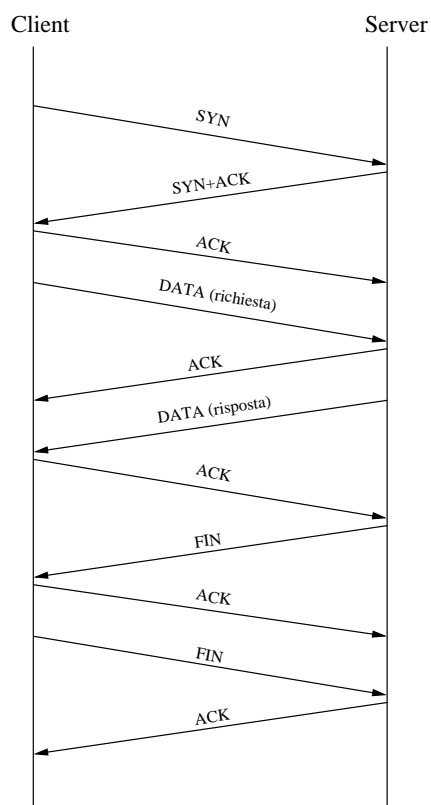 Client Server
SYN
SYN+ACK
ACK
DATA (richiesta)
ACK
DATA (risposta)
ACK
FIN
ACK
FIN
ACK